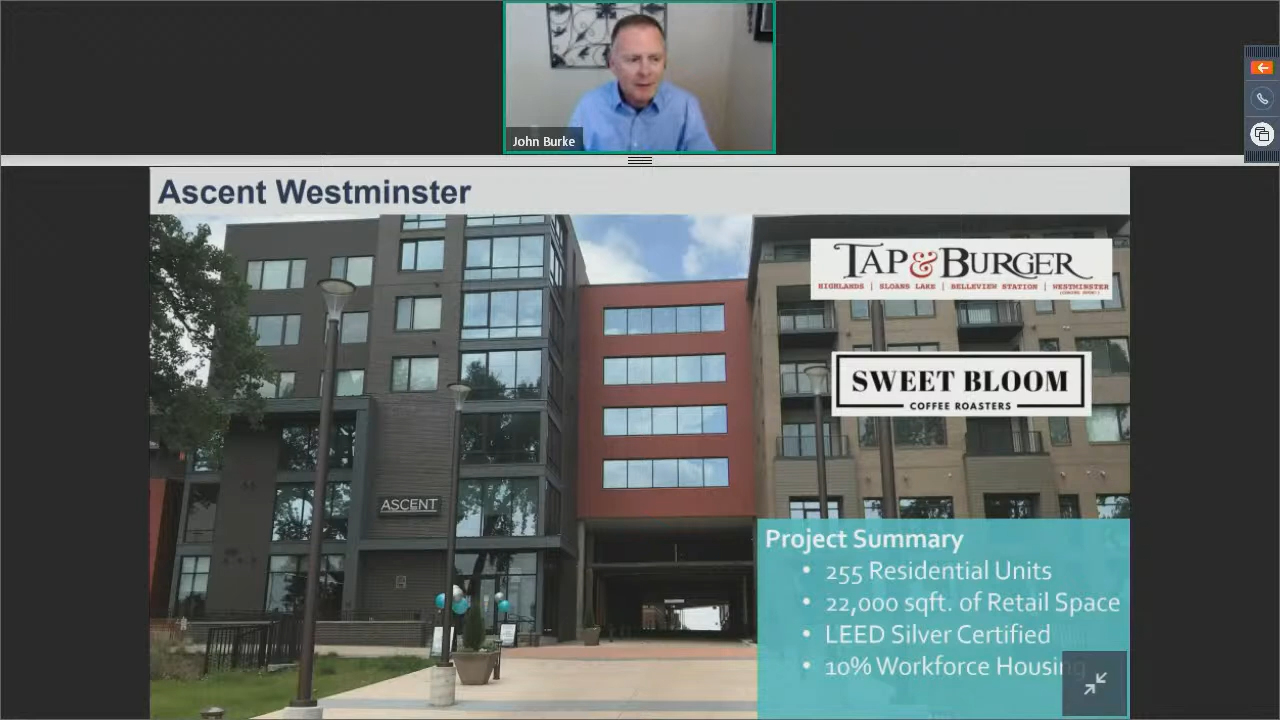 John Burke
Ascent Westminster
TAP & BURGER
HIGHLANDS | SLOANS LAKE | BELLEVIEW STATION | WESTMINSTER
SWEET BLOOM
COFFEE ROASTERS
ASCENT
Project Summary
• 255 Residential Units
• 22,000 sqft. of Retail Space
• LEED Silver Certified
• 10% Workforce Housing